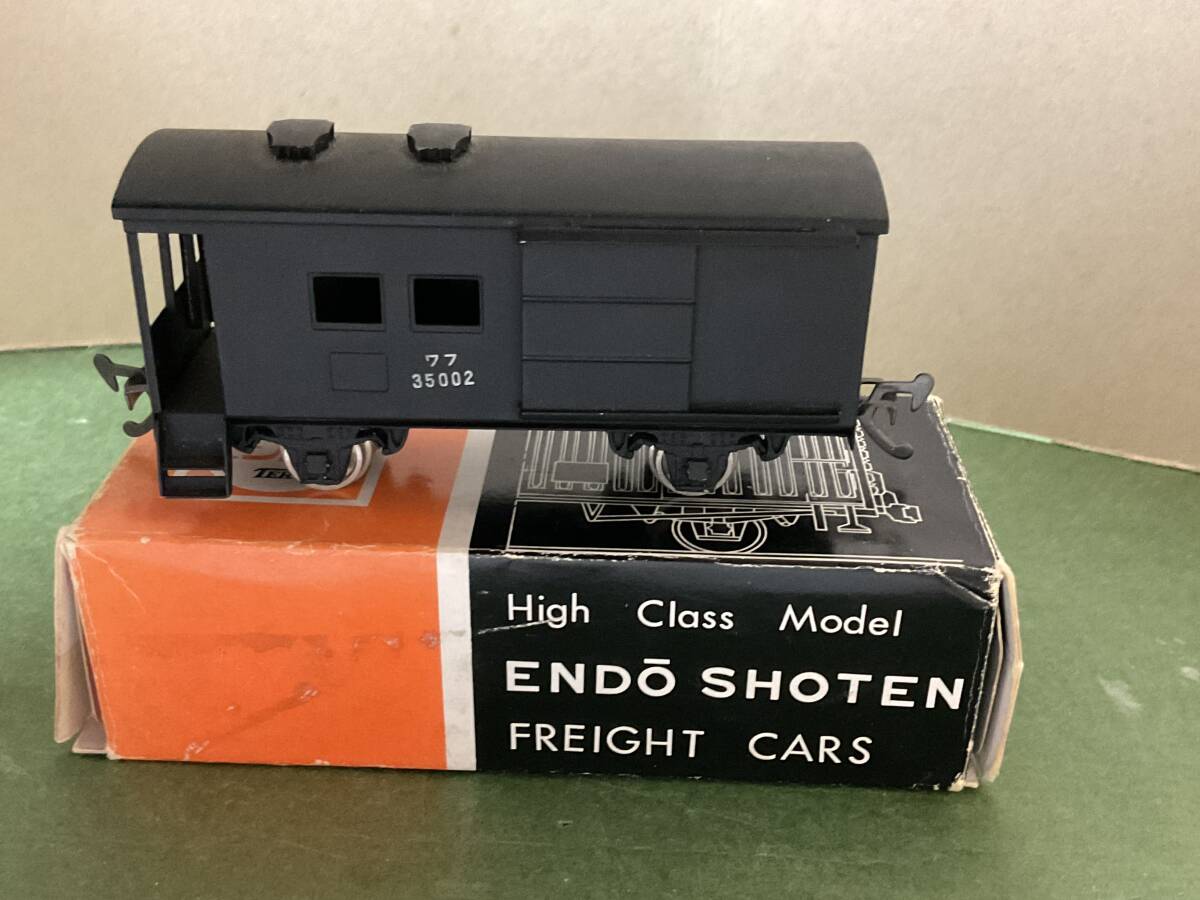 ワフ
35002
High Class Model
ENDŌ SHOTEN
FREIGHT CARS